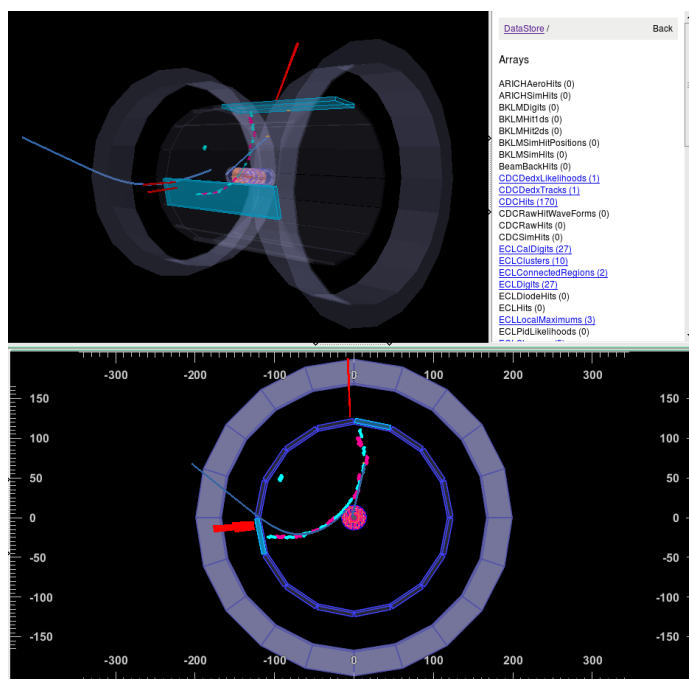 DataStore / Back
Arrays
ARICHAeroHits (0)
ARICHSimHits (0)
BKLMDigits (0)
BKLMHit1ds (0)
BKLMHit2ds (0)
BKLMSimHitPositions (0)
BKLMSimHits (0)
BeamBackHits (0)
CDCDedxLikelihoods (1)
CDCDedxTracks (1)
CDCHits (170)
CDCRawHitWaveForms (0)
CDCRawHits (0)
CDCSimHits (0)
ECLCalDigits (27)
ECLClusters (10)
ECLConnectedRegions (2)
ECLDigits (27)
ECLDiodeHits (0)
ECLHits (0)
ECLLocalMaximums (3)
ECLPidLikelihoods (0)
-300 -200 -100 0 100 200 300
150 150
100 100
50 50
0 0
-50 -50
-100 -100
-150 -150
-300 -200 -100 0 100 200 300